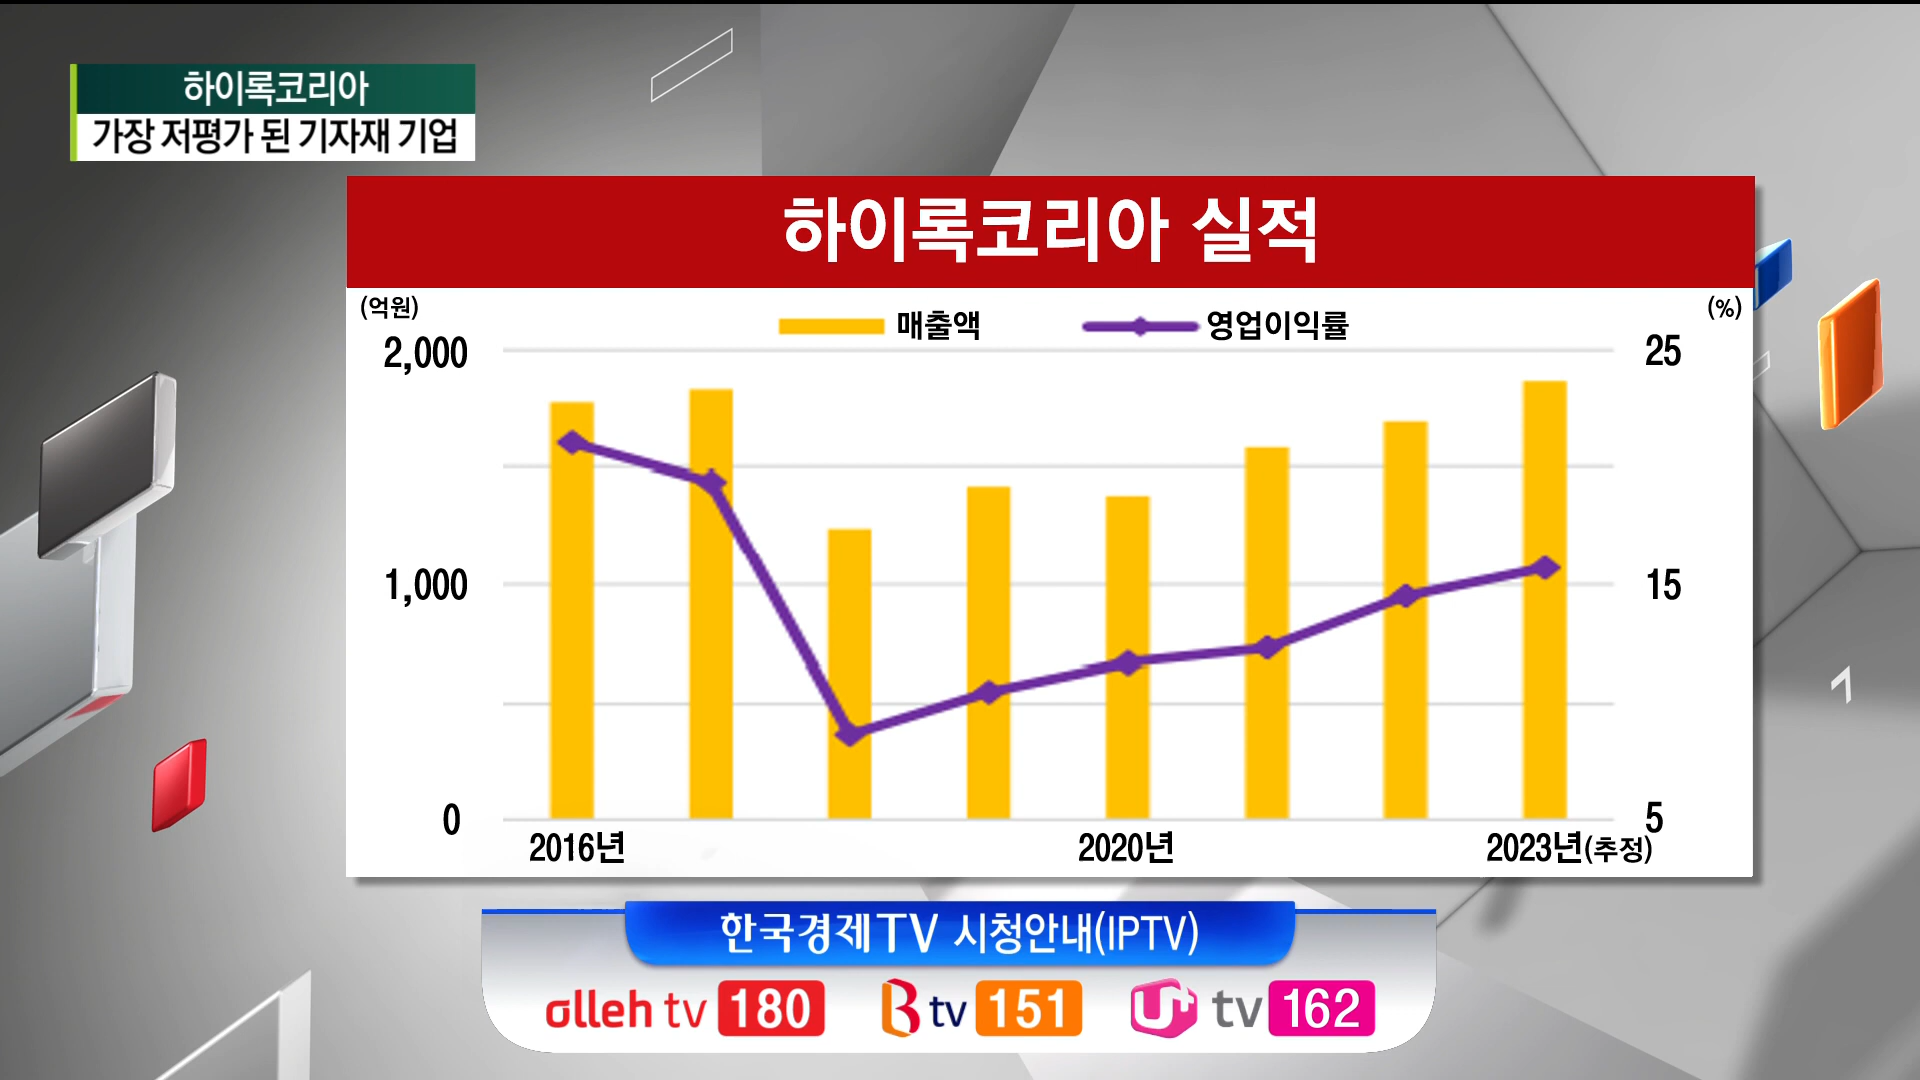 하이록코리아
가장 저평가 된 기자재 기업
하이록코리아 실적
(억원)
(%)
매출액
영업이익률
2,000
25
1,000
15
0
5
2016년
2020년
2023년(추정)
한국경제TV 시청안내(IPTV)
olleh tv 180
B tv 151
U+ tv 162